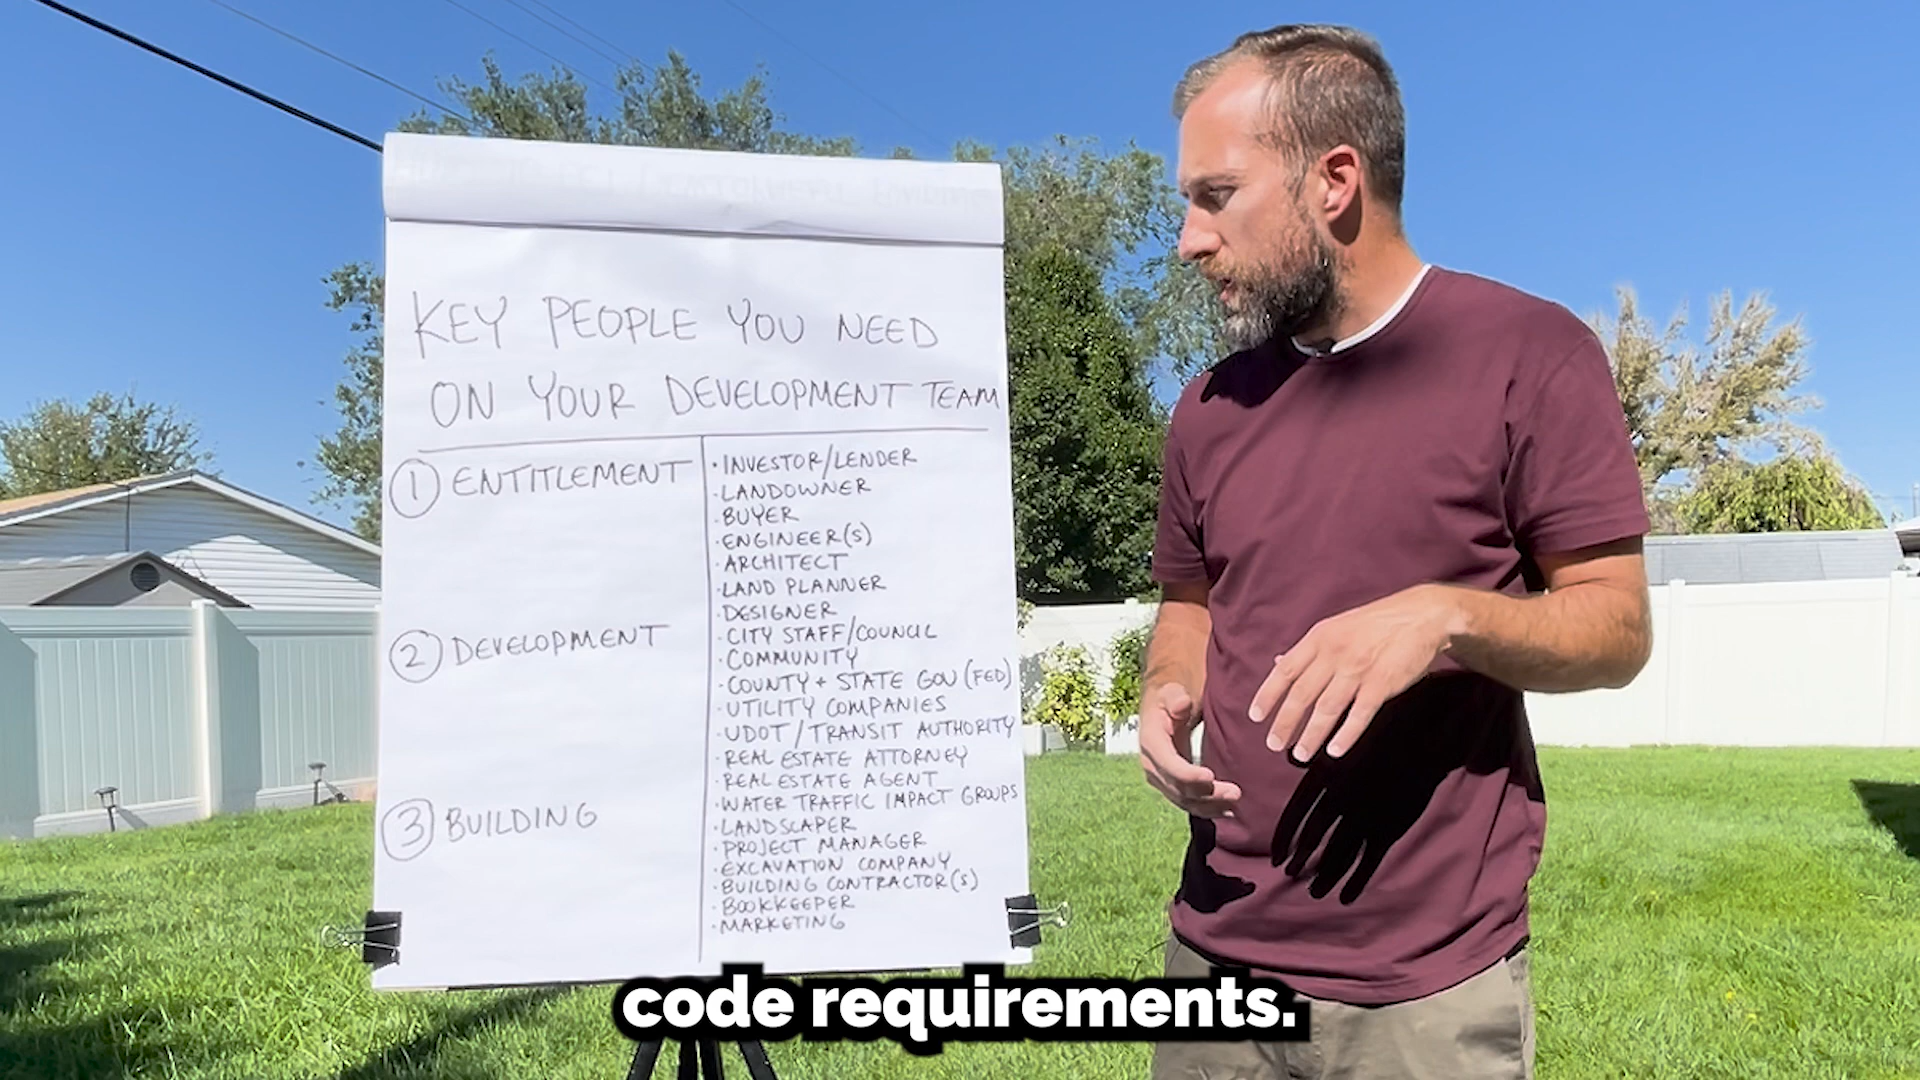 KEY PEOPLE YOU NEED
ON YOUR DEVELOPMENT TEAM
1 ENTITLEMENT
2 DEVELOPMENT
3 BUILDING
· INVESTOR/LENDER
· LANDOWNER
· BUYER
· ENGINEER(S)
· ARCHITECT
· LAND PLANNER
· DESIGNER
· CITY STAFF/COUNCIL
· COMMUNITY
· COUNTY + STATE GOV (FED)
· UTILITY COMPANIES
· UDOT / TRANSIT AUTHORITY
· REAL ESTATE ATTORNEY
· REAL ESTATE AGENT
· WATER TRAFFIC IMPACT GROUPS
· LANDSCAPER
· PROJECT MANAGER
· EXCAVATION COMPANY
· BUILDING CONTRACTOR(S)
· BOOKKEEPER
· MARKETING
code requirements.